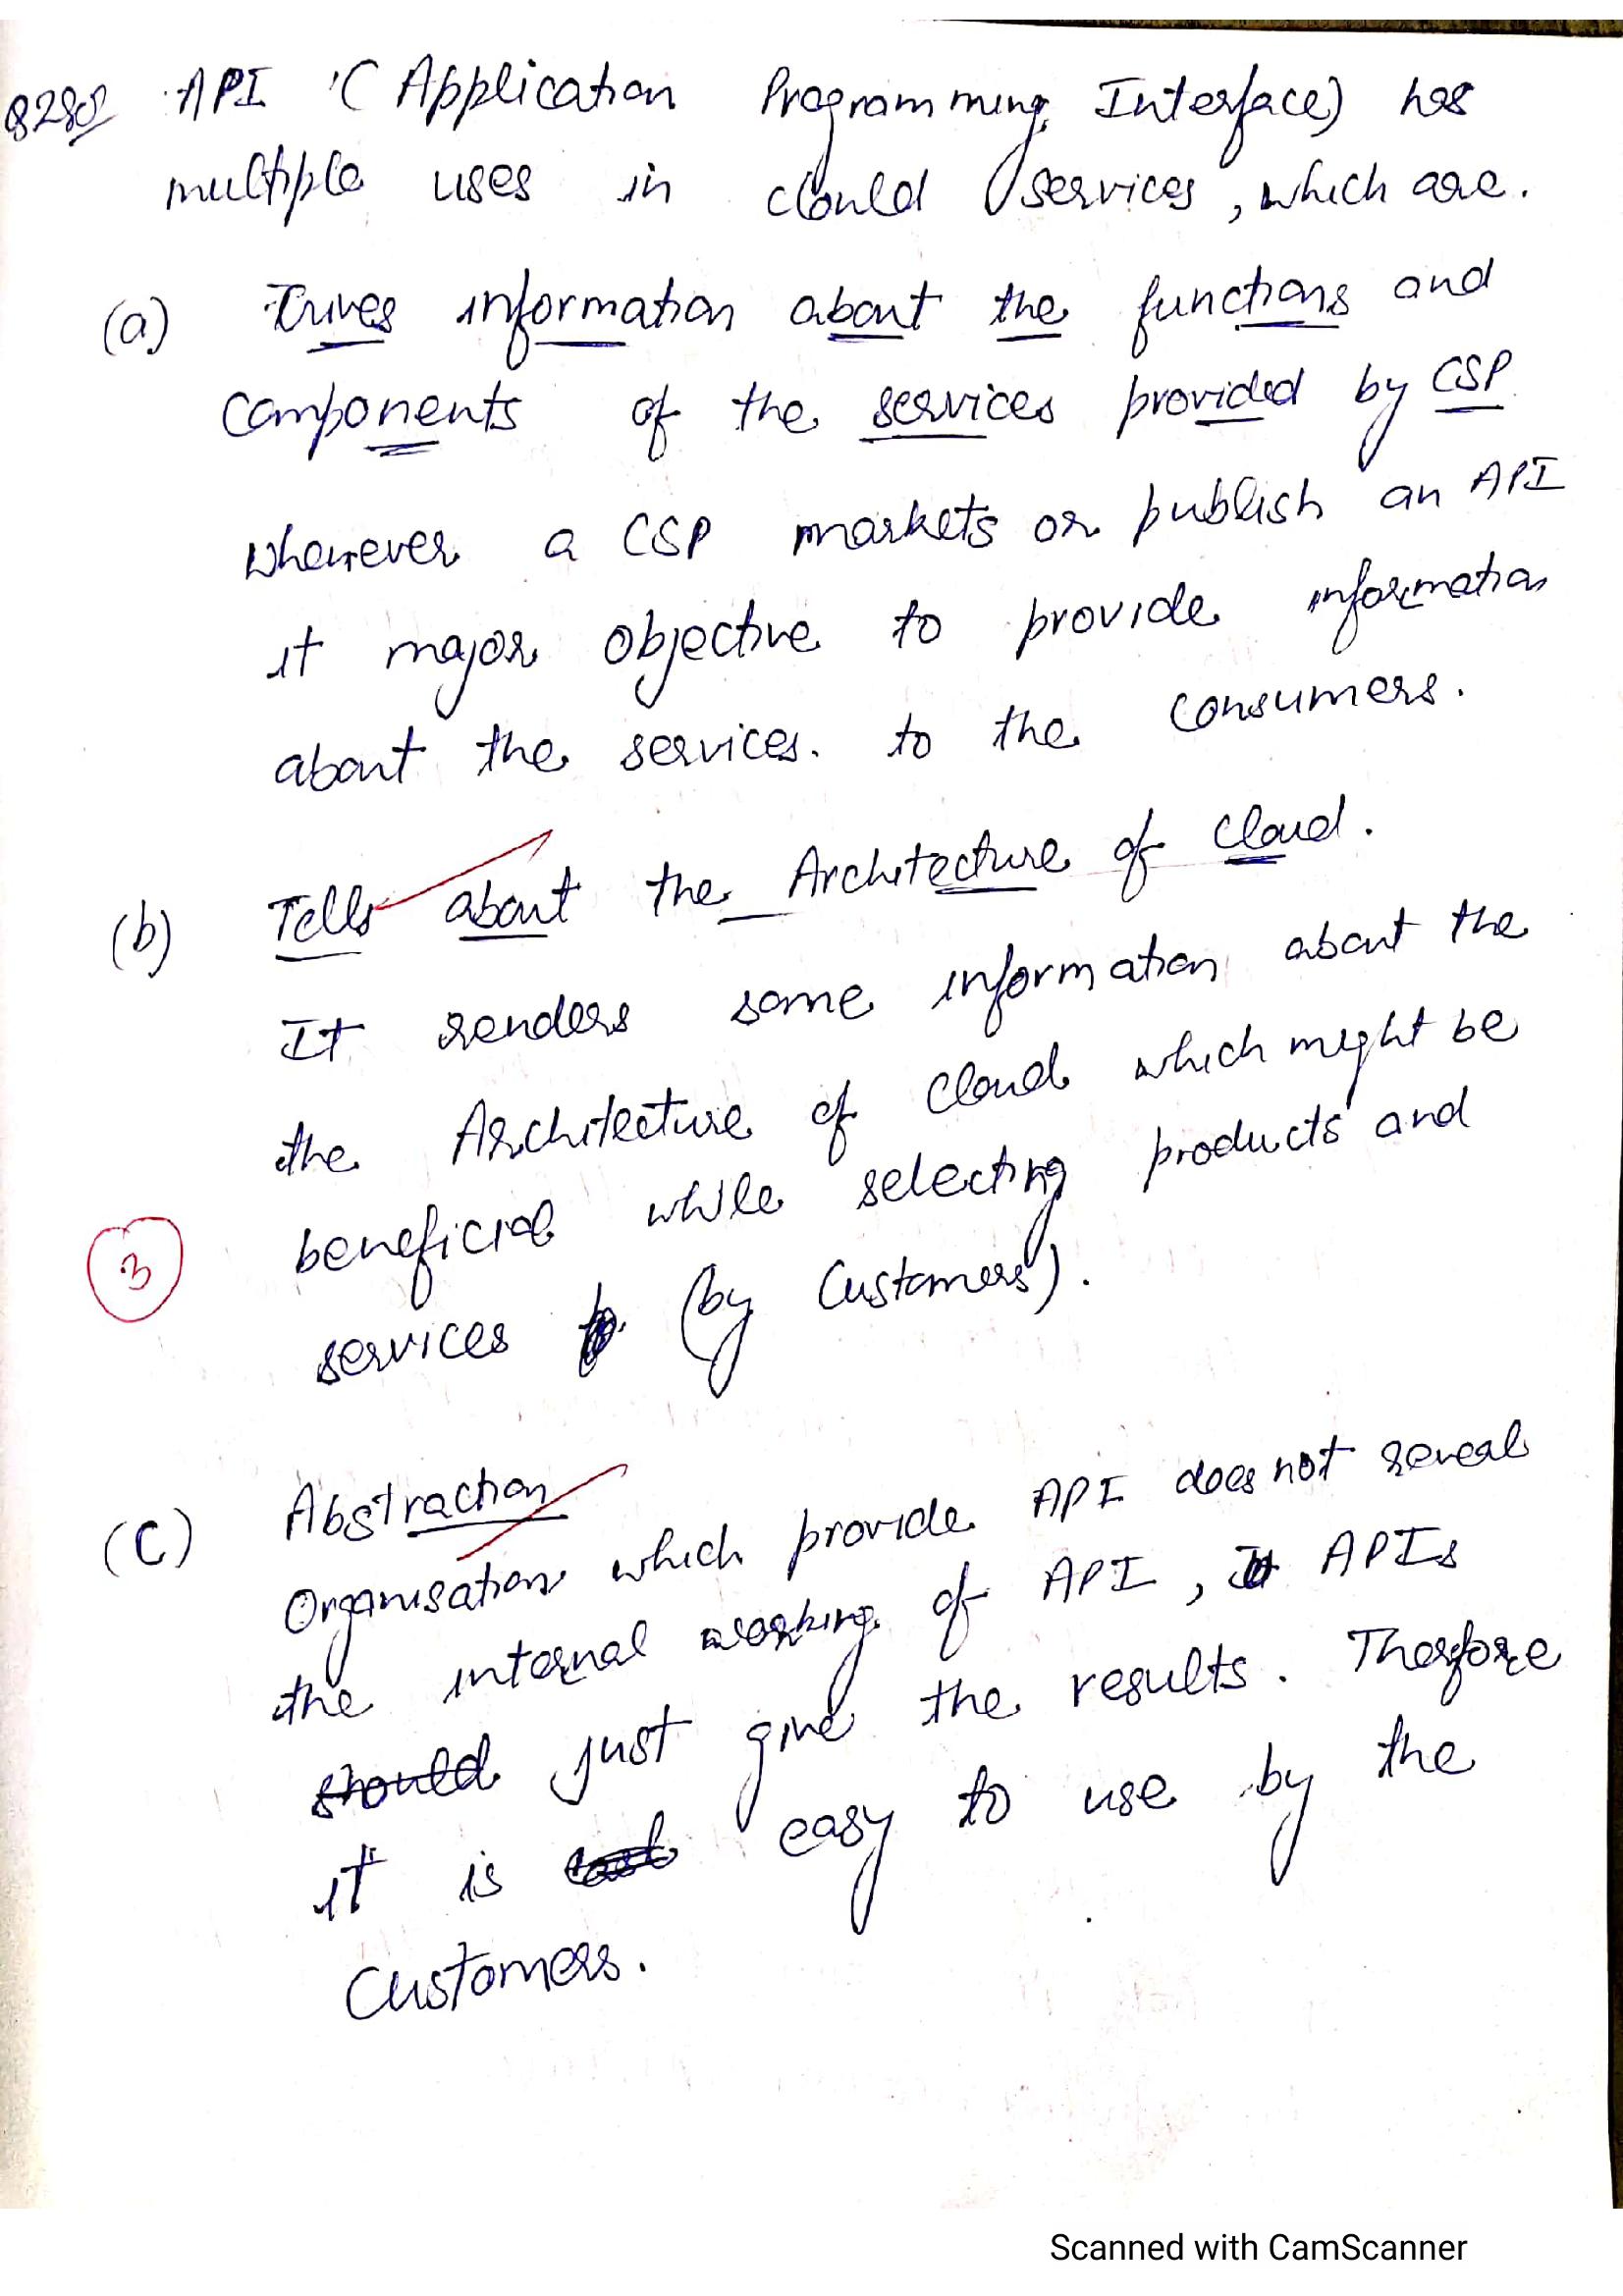 API (Application Programming Interface) has
multiple uses in clould services, which are.
(a) Gives information about the functions and
components of the services provided by CSP
whenever a CSP markets or publish an API
it major objective to provide information
about the services. to the consumers.
(b) Tells about the Architecture of cloud.
It renders some information about the
the Architecture of cloud which might be
beneficial while selecting products and
3
services (by Customers).
(C) Abstraction
Organisations which provide API does not reveal
the internal working of API, APIs
should just give the results. Therfore
it is easy to use by the
Customers.
Scanned with CamScanner